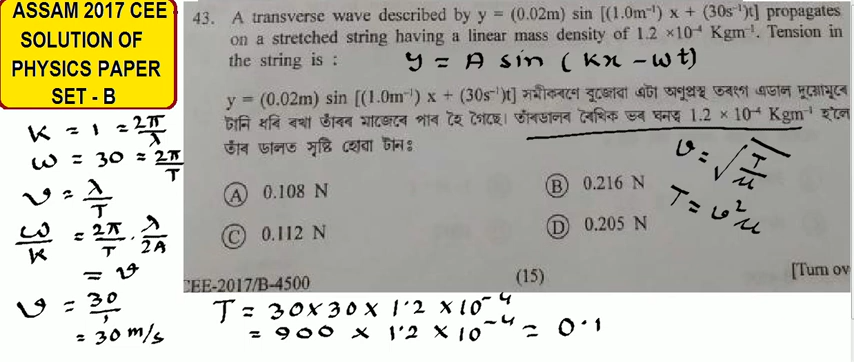 ASSAM 2017 CEE
SOLUTION OF
PHYSICS PAPER
SET - B
43. A transverse wave described by y = (0.02m) sin [(1.0m⁻¹) x + (30s⁻¹)t] propagates
on a stretched string having a linear mass density of 1.2 ×10⁻⁴ Kgm⁻¹. Tension in
the string is :
y = A sin (Kx - ωt)
y = (0.02m) sin [(1.0m⁻¹) x + (30s⁻¹)t] সমীকৰণে বুজোৱা এটা অনুপ্ৰস্থ তৰংগ এডাল দুয়োমূৰে
টানি ধৰি ৰখা তাঁৰৰ মাজেৰে পাৰ হৈ গৈছে। তাঁৰডালৰ ৰৈখিক ভৰ ঘনত্ব 1.2 × 10⁻⁴ Kgm⁻¹ হ'লে
তাঁৰ ডালত সৃষ্টি হোৱা টানঃ
(A) 0.108 N
(B) 0.216 N
(C) 0.112 N
(D) 0.205 N
CEE-2017/B-4500
(15)
[Turn ov
K = 1 = 2π/λ
ω = 30 = 2π/T
v = λ/T
ω/K = 2π/T · λ/2A
= v
v = 30/1
= 30 m/s
v = √T/μ
T = v²μ
T = 30×30×1.2×10⁻⁴
= 900 × 1.2 × 10⁻⁴ = 0.1